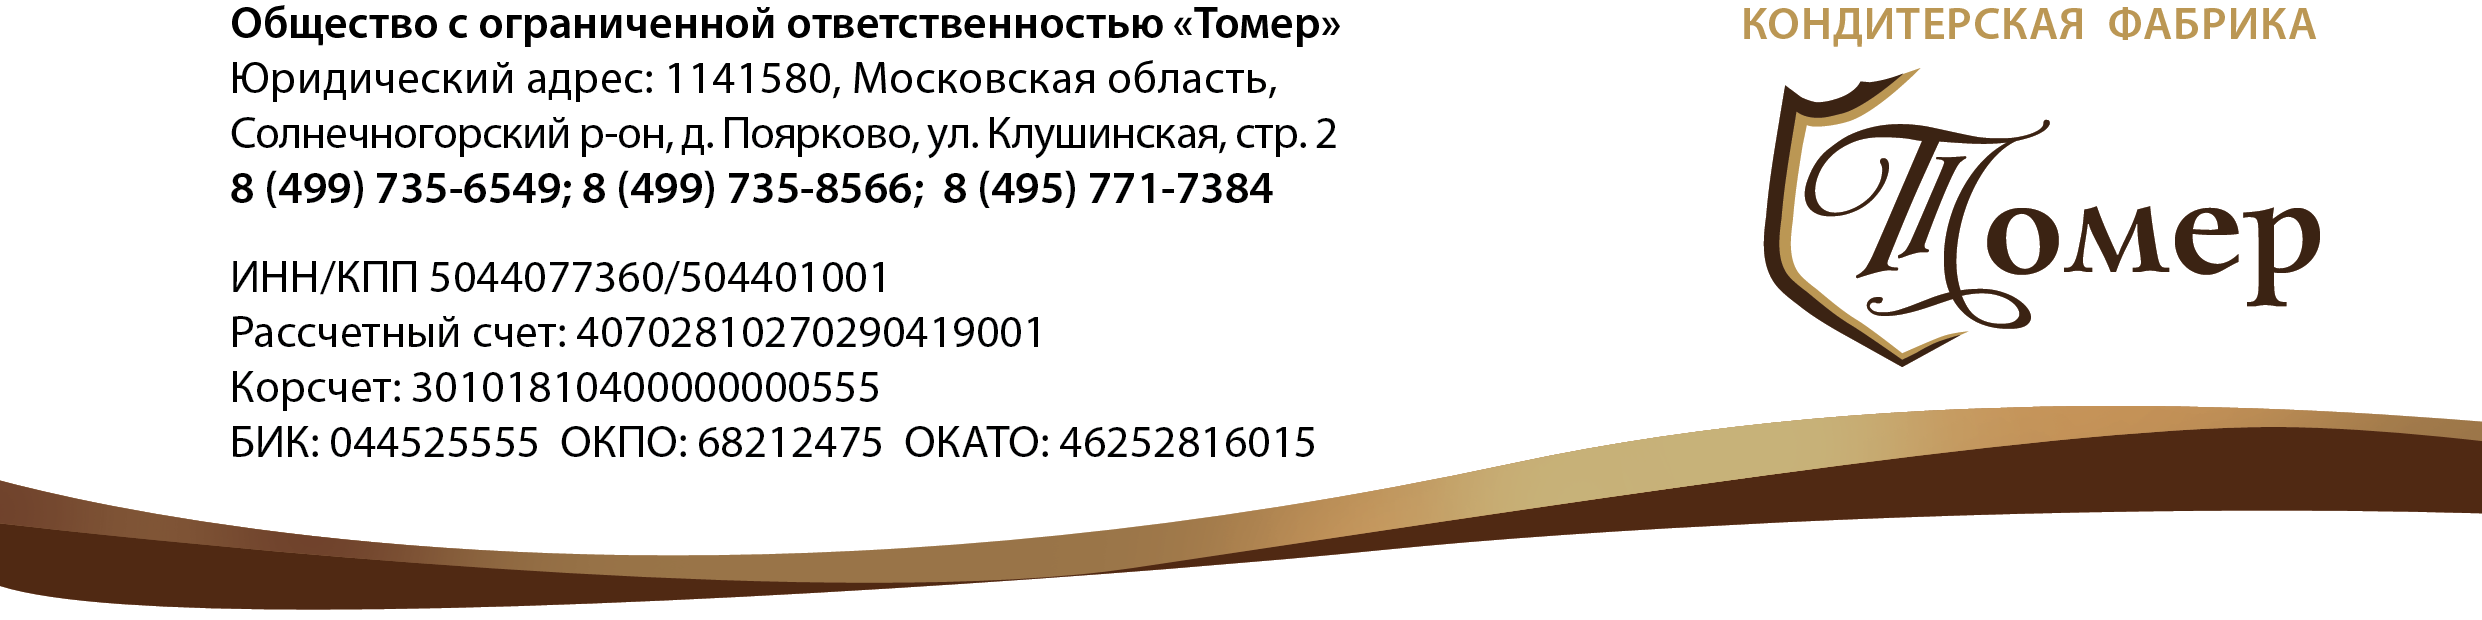 Общество с ограниченной ответственностью «Томер»
Юридический адрес: 1141580, Московская область,
Солнечногорский р-он, д. Поярково, ул. Клушинская, стр. 2
8 (499) 735-6549; 8 (499) 735-8566; 8 (495) 771-7384
ИНН/КПП 5044077360/504401001
Рассчетный счет: 40702810270290419001
Корсчет: 30101810400000000555
БИК: 044525555 ОКПО: 68212475 ОКАТО: 46252816015
КОНДИТЕРСКАЯ ФАБРИКА
Томер